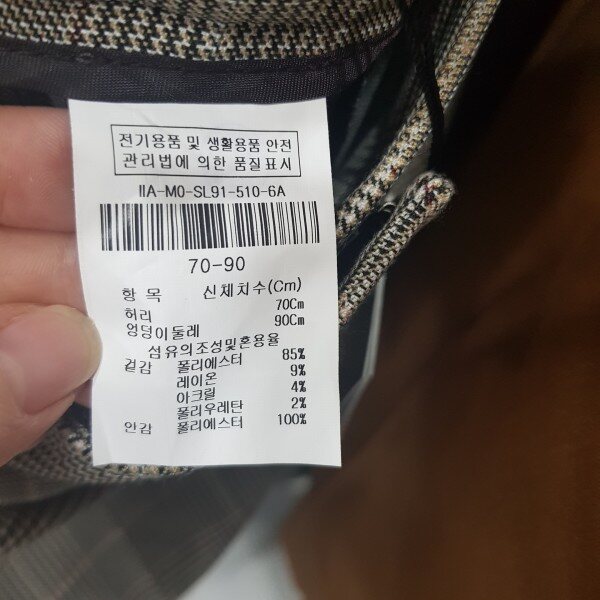 전기용품 및 생활용품 안전
관리법에 의한 품질표시
IIA-MO-SL91-510-6A
70-90
항 목 신체치수(Cm)
허리 70Cm
엉덩이둘레 90Cm
섬유의조성및혼용율
겉감 폴리에스터 85%
레이온 9%
아크릴 4%
폴리우레탄 2%
안감 폴리에스터 100%